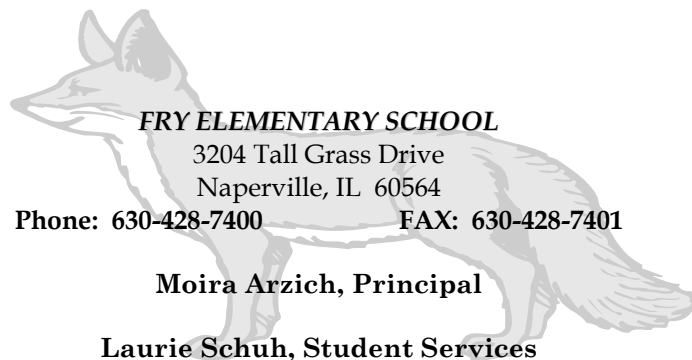 FRY ELEMENTARY SCHOOL
3204 Tall Grass Drive
Naperville, IL 60564
Phone: 630-428-7400 FAX: 630-428-7401
Moira Arzich, Principal
Laurie Schuh, Student Services